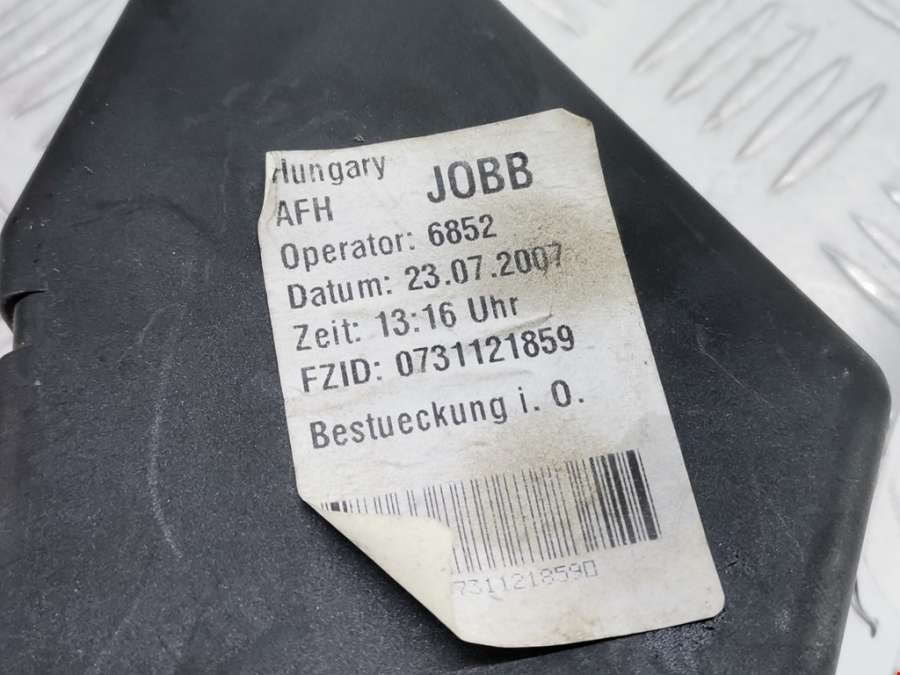 Hungary JOBB
AFH
Operator: 6852
Datum: 23.07.2007
Zeit: 13:16 Uhr
FZID: 0731121859
Bestueckung i. O.
7311218590